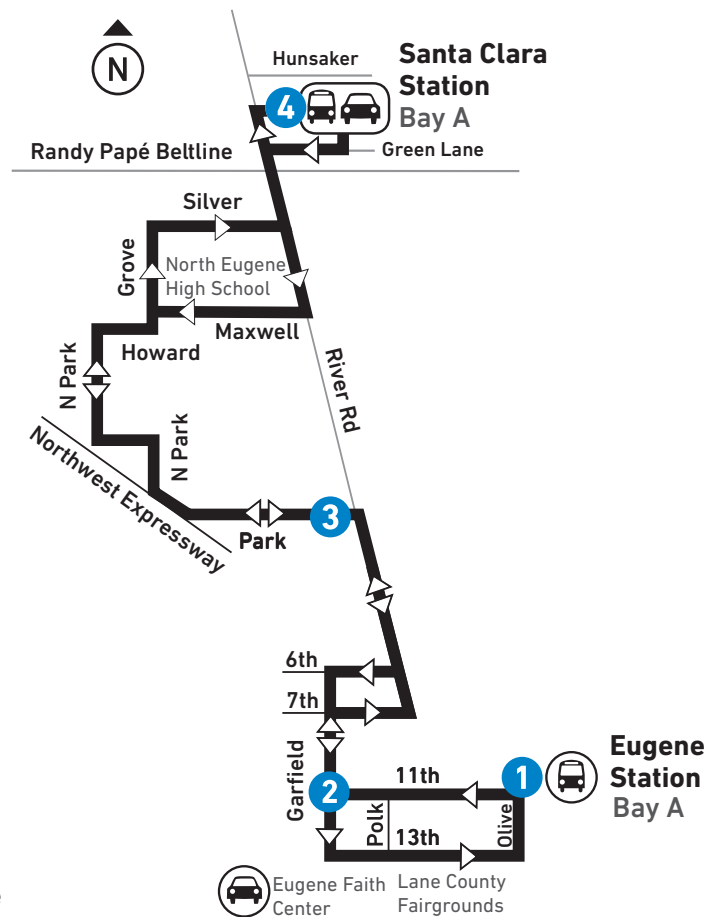 Hunsaker
Santa Clara
Station
Bay A
N
4
Randy Papé Beltline
Green Lane
Silver
Grove
North Eugene
High School
Maxwell
Howard
N Park
River Rd
N Park
Northwest Expressway
3
Park
6th
7th
Garfield
Eugene
Station
Bay A
1
11th
2
Polk
Olive
13th
Eugene Faith
Center
Lane County
Fairgrounds
e